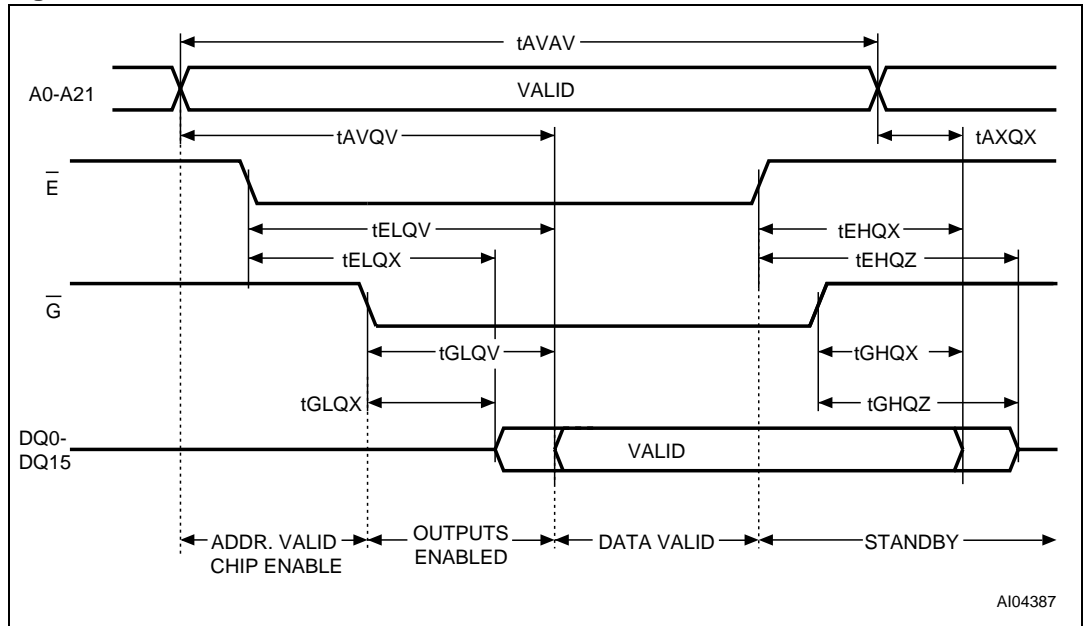 tAVAV
A0-A21
VALID
tAVQV
tAXQX
E
tELQV
tEHQX
tELQX
tEHQZ
G
tGLQV
tGHQX
tGLQX
tGHQZ
DQ0-
DQ15
VALID
ADDR. VALID
CHIP ENABLE
OUTPUTS
ENABLED
DATA VALID
STANDBY
AI04387